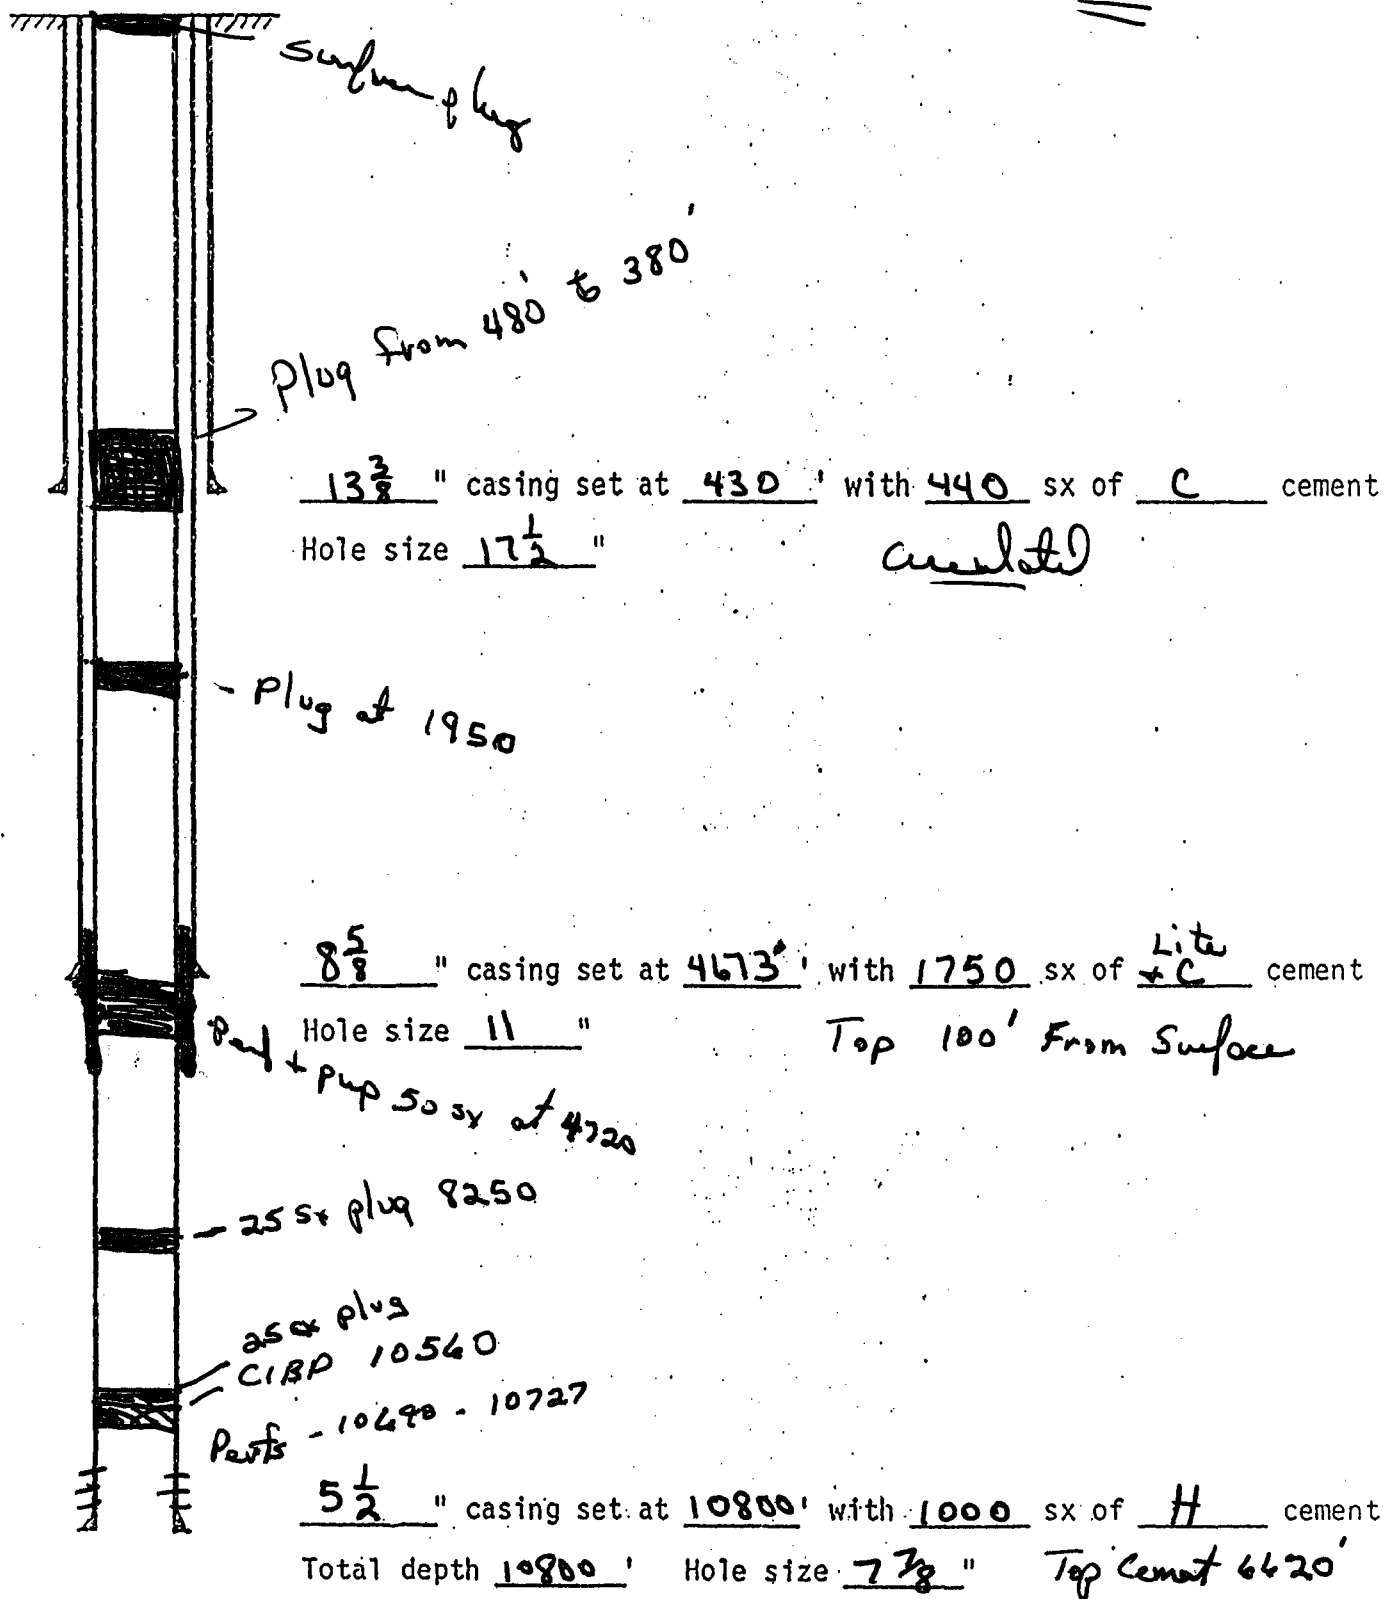 Surface plug
Plug from 480' to 380'
13 3/8 " casing set at 430 ' with 440 sx of C cement
Hole size 17 1/2 " Circulated
- Plug at 1950
8 5/8 " casing set at 4673' ' with 1750 sx of Lite + C cement
Hole size 11 " Top 100' From Surface
Perf + pmp 50 sx at 4720
- 25 sx plug 8250
25 sx plug
CIBP 10560
Perfs - 10690 - 10727
5 1/2 " casing set at 10800 ' with 1000 sx of H cement
Total depth 10800 ' Hole size 7 7/8 " Top Cement 6620'